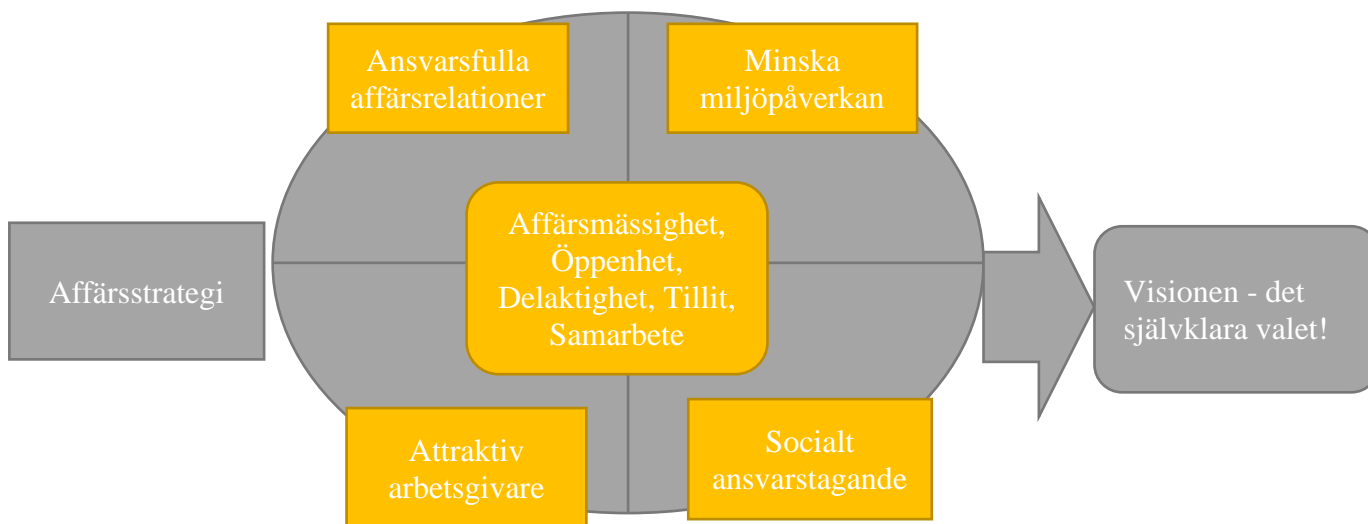 Ansvarsfulla
affärsrelationer
Minska
miljöpåverkan
Affärsstrategi
Affärsmässighet,
Öppenhet,
Delaktighet, Tillit,
Samarbete
Visionen - det
självklara valet!
Attraktiv
arbetsgivare
Socialt
ansvarstagande